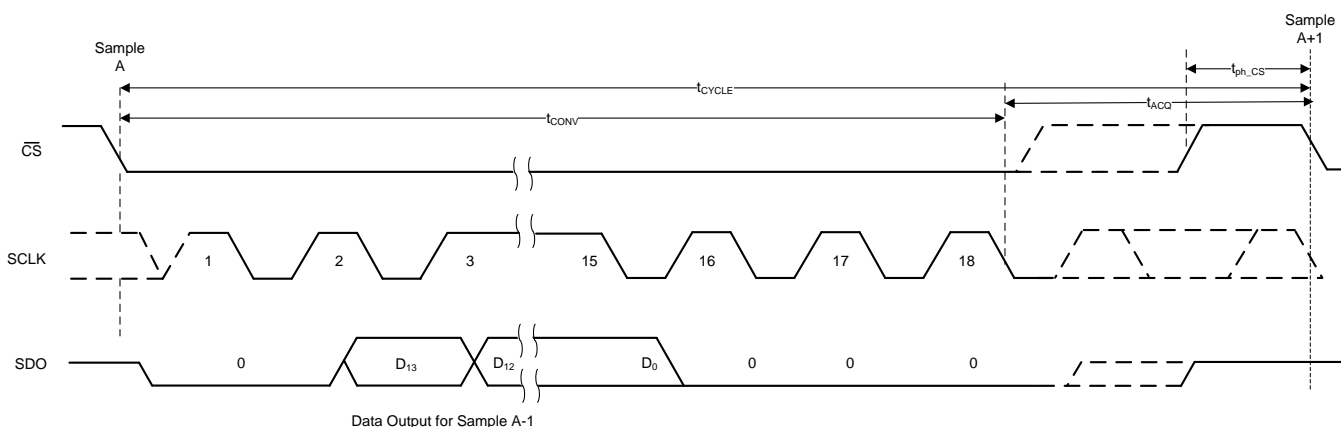 Sample
A
Sample
A+1
tph_CS
tCYCLE
tACQ
tCONV
CS
SCLK
1
2
3
15
16
17
18
SDO
0
D13
D12
D0
0
0
0
Data Output for Sample A-1